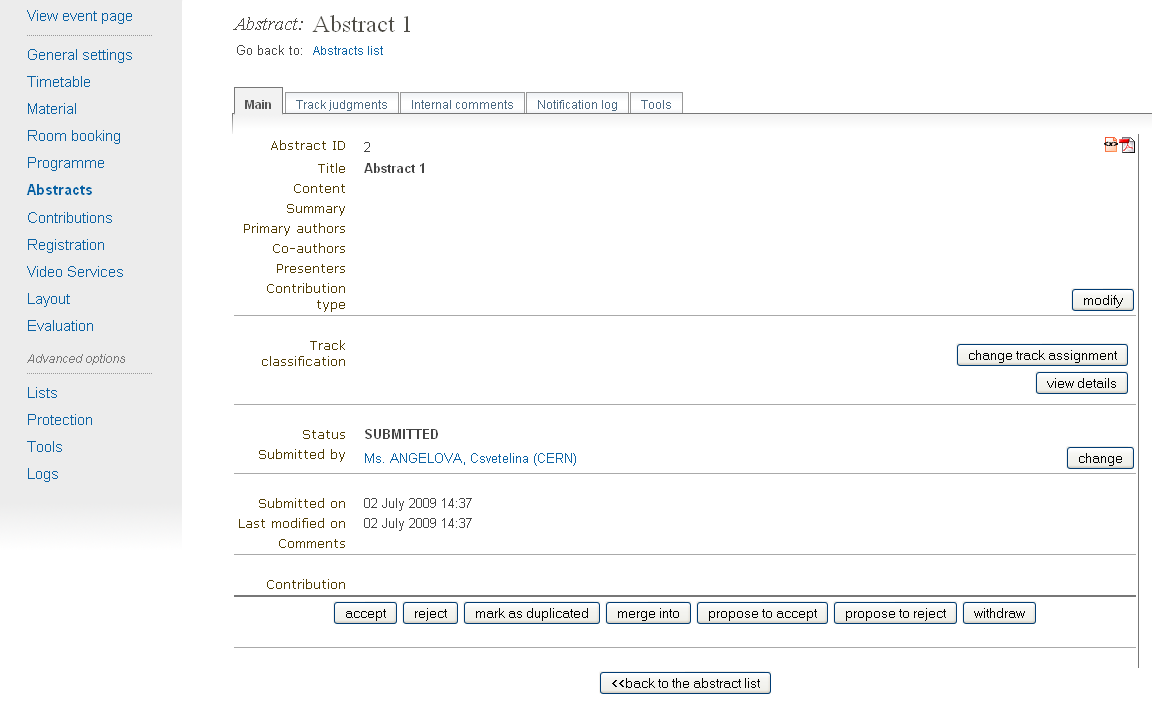 View event page
General settings
Timetable
Material
Room booking
Programme
Abstracts
Contributions
Registration
Video Services
Layout
Evaluation
Advanced options
Lists
Protection
Tools
Logs
Abstract: Abstract 1
Go back to: Abstracts list
Main Track judgments Internal comments Notification log Tools
Abstract ID 2
Title Abstract 1
Content
Summary
Primary authors
Co-authors
Presenters
Contribution
type
modify
Track
classification
change track assignment
view details
Status SUBMITTED
Submitted by Ms. ANGELOVA, Csvetelina (CERN)
change
Submitted on 02 July 2009 14:37
Last modified on 02 July 2009 14:37
Comments
Contribution
accept reject mark as duplicated merge into propose to accept propose to reject withdraw
<<back to the abstract list